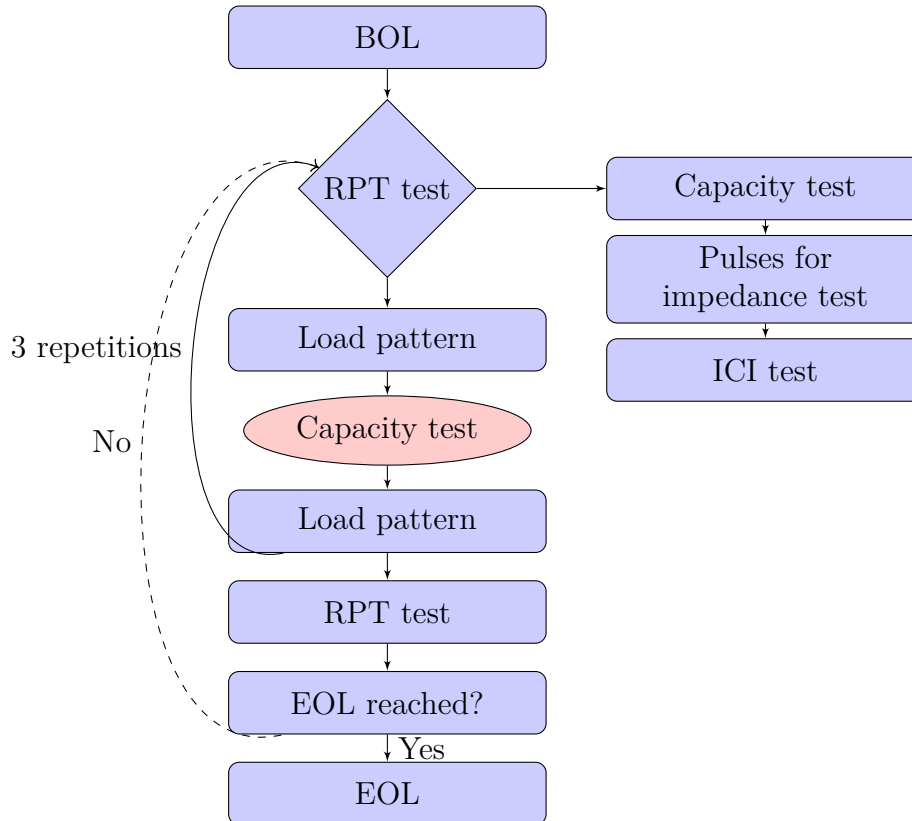 BOL
RPT test
Capacity test
Pulses for
impedance test
ICI test
Load pattern
3 repetitions
Capacity test
No
Load pattern
RPT test
EOL reached?
Yes
EOL